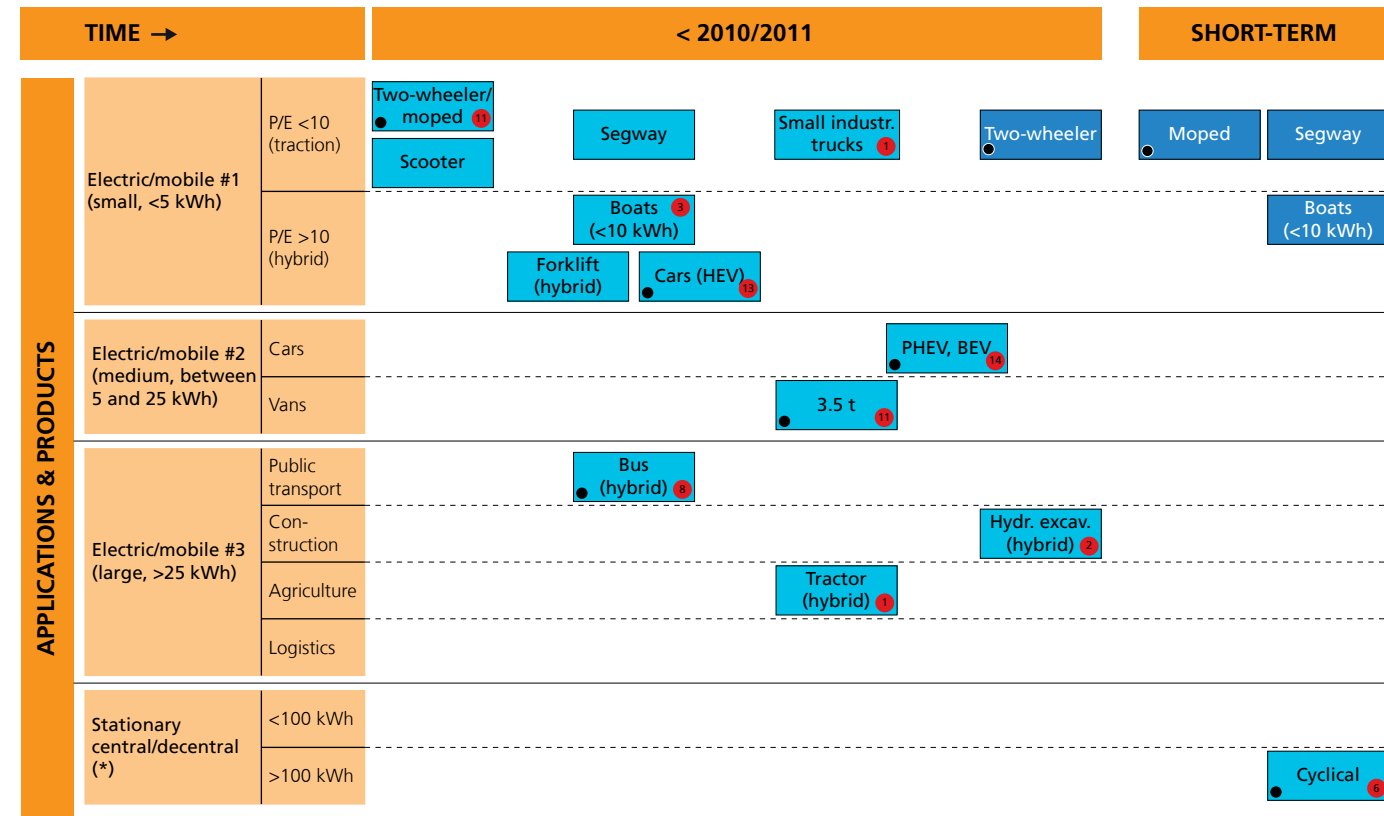 TIME →
< 2010/2011
SHORT-TERM
APPLICATIONS & PRODUCTS
Electric/mobile #1
(small, <5 kWh)
P/E <10
(traction)
Two-wheeler/
moped 11
Scooter
Segway
Small industr.
trucks 1
Two-wheeler
Moped
Segway
P/E >10
(hybrid)
Boats 3
(<10 kWh)
Forklift
(hybrid)
Cars (HEV)
13
Boats
(<10 kWh)
Electric/mobile #2
(medium, between
5 and 25 kWh)
Cars
PHEV, BEV
14
Vans
3.5 t
11
Electric/mobile #3
(large, >25 kWh)
Public
transport
Bus
(hybrid) 8
Con-
struction
Hydr. excav.
(hybrid) 2
Agriculture
Tractor
(hybrid) 1
Logistics
Stationary
central/decentral
(*)
<100 kWh
>100 kWh
Cyclical
6